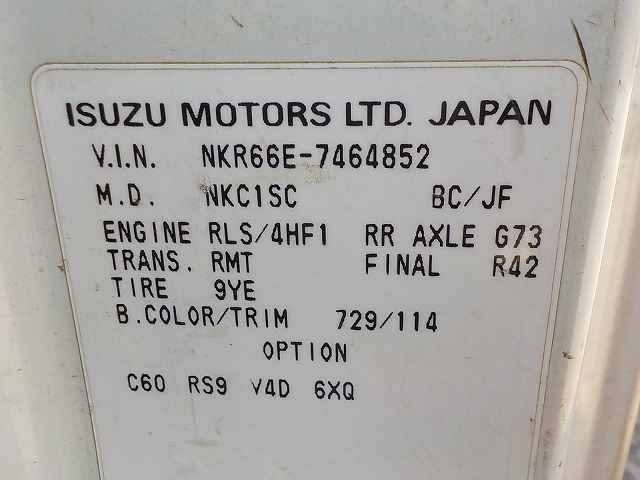 ISUZU MOTORS LTD. JAPAN
V.I.N. NKR66E-7464852
M.D. NKC1SC BC/JF
ENGINE RLS/4HF1 RR AXLE G73
TRANS. RMT FINAL R42
TIRE 9YE
B.COLOR/TRIM 729/114
OPTION
C60 RS9 V4D 6XQ